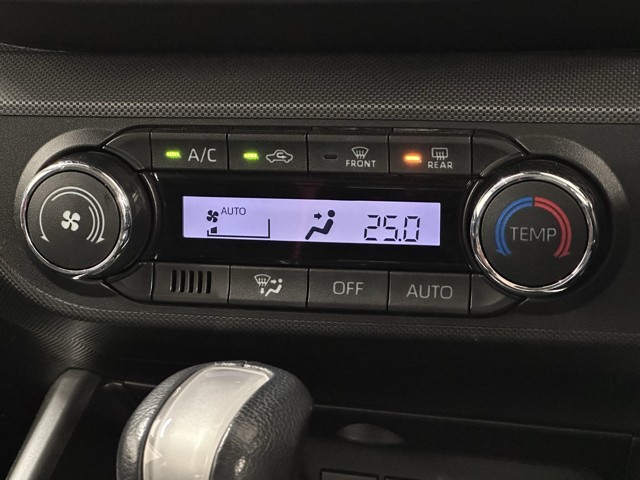 A/C
FRONT
REAR
AUTO
25.0
TEMP
OFF
AUTO